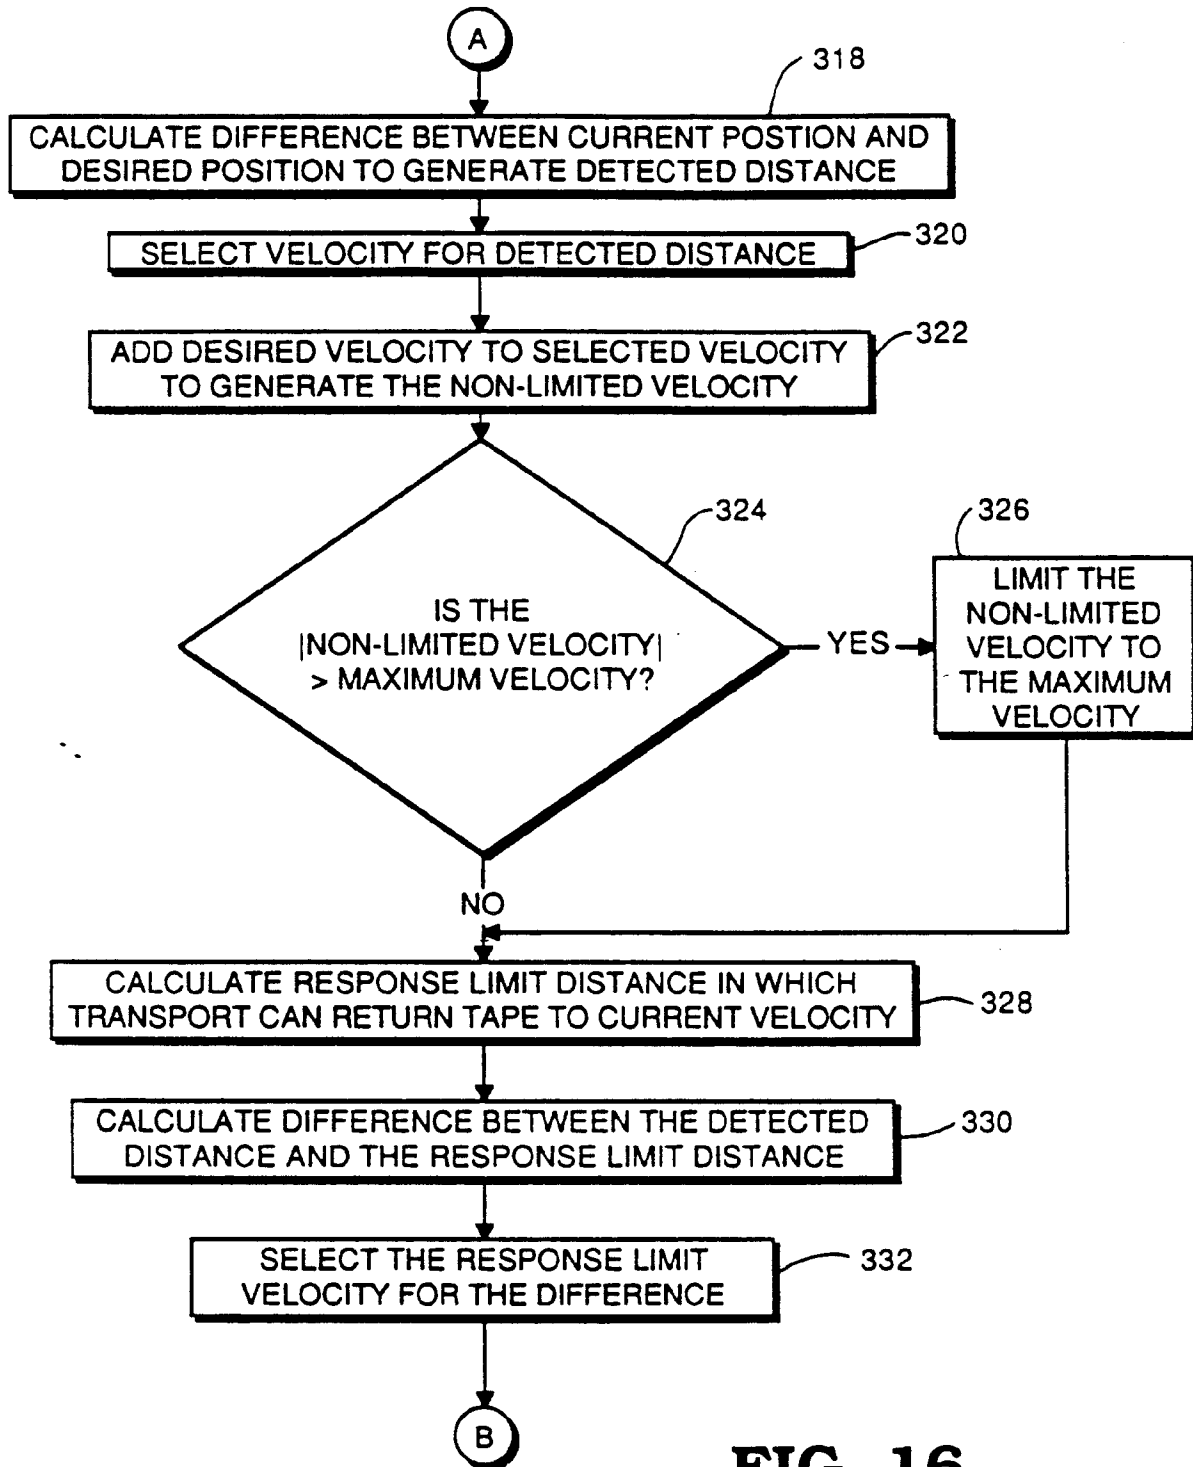 A
318
CALCULATE DIFFERENCE BETWEEN CURRENT POSTION AND
DESIRED POSITION TO GENERATE DETECTED DISTANCE
320
SELECT VELOCITY FOR DETECTED DISTANCE
322
ADD DESIRED VELOCITY TO SELECTED VELOCITY
TO GENERATE THE NON-LIMITED VELOCITY
324
IS THE
|NON-LIMITED VELOCITY|
> MAXIMUM VELOCITY?
YES
326
LIMIT THE
NON-LIMITED
VELOCITY TO
THE MAXIMUM
VELOCITY
NO
CALCULATE RESPONSE LIMIT DISTANCE IN WHICH
TRANSPORT CAN RETURN TAPE TO CURRENT VELOCITY
328
CALCULATE DIFFERENCE BETWEEN THE DETECTED
DISTANCE AND THE RESPONSE LIMIT DISTANCE
330
SELECT THE RESPONSE LIMIT
VELOCITY FOR THE DIFFERENCE
332
B
FIG. 16